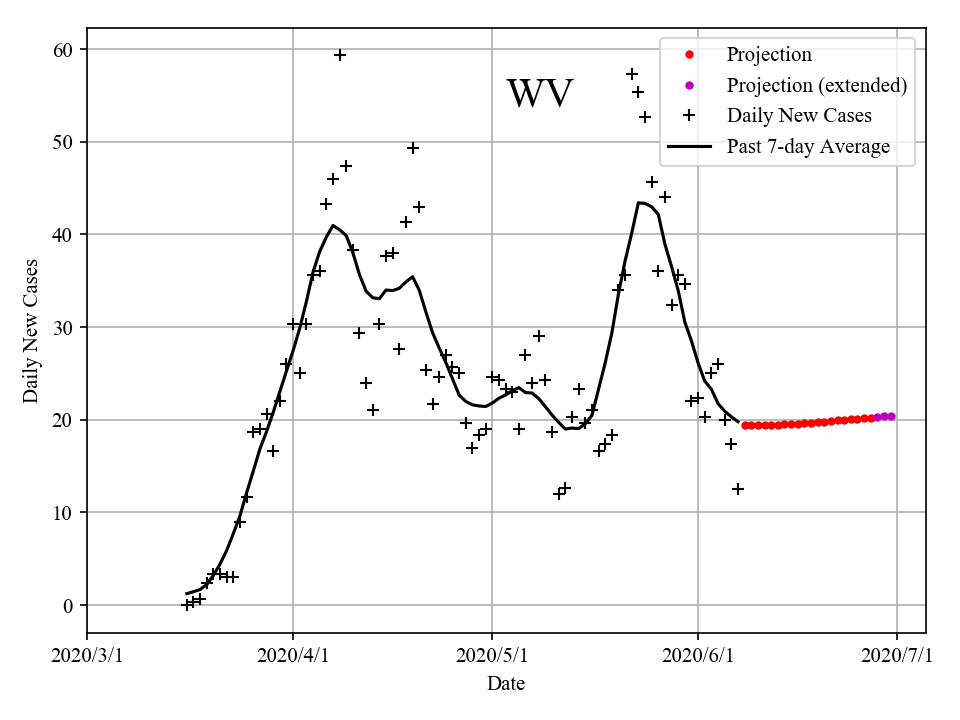 WV
Projection
Projection (extended)
Daily New Cases
Past 7-day Average
60
50
40
30
20
10
0
Daily New Cases
2020/3/1 2020/4/1 2020/5/1 2020/6/1 2020/7/1
Date